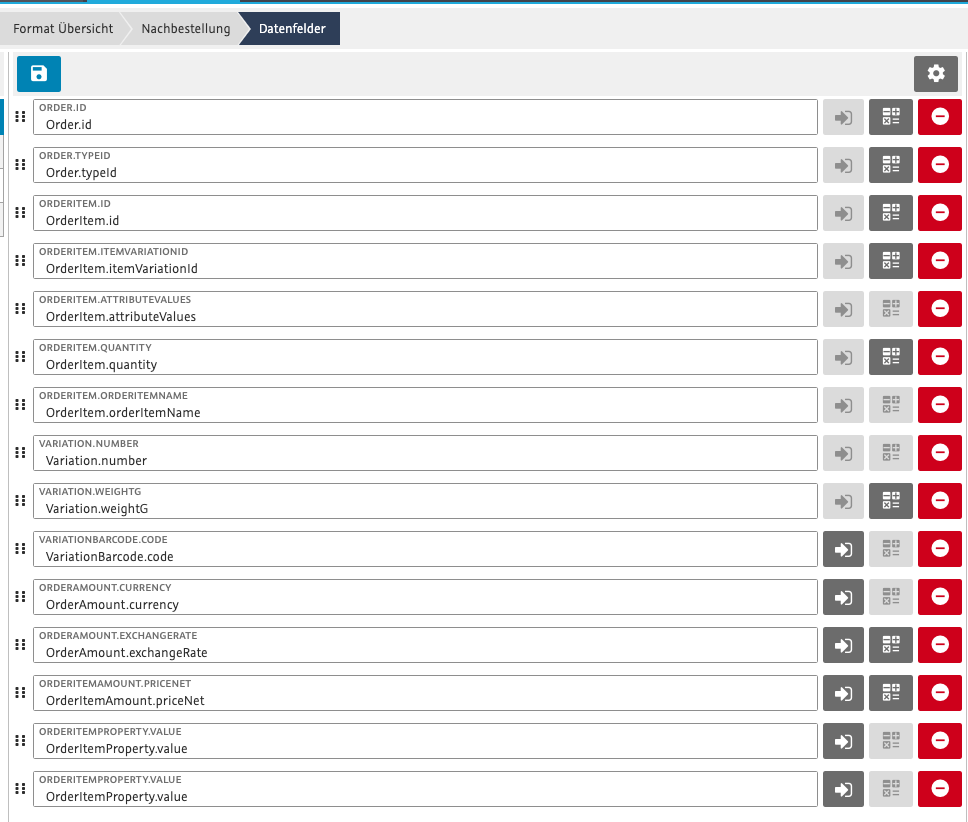 Format Übersicht Nachbestellung Datenfelder
ORDER.ID
Order.id
ORDER.TYPEID
Order.typeId
ORDERITEM.ID
OrderItem.id
ORDERITEM.ITEMVARIATIONID
OrderItem.itemVariationId
ORDERITEM.ATTRIBUTEVALUES
OrderItem.attributeValues
ORDERITEM.QUANTITY
OrderItem.quantity
ORDERITEM.ORDERITEMNAME
OrderItem.orderItemName
VARIATION.NUMBER
Variation.number
VARIATION.WEIGHTG
Variation.weightG
VARIATIONBARCODE.CODE
VariationBarcode.code
ORDERAMOUNT.CURRENCY
OrderAmount.currency
ORDERAMOUNT.EXCHANGERATE
OrderAmount.exchangeRate
ORDERITEMAMOUNT.PRICENET
OrderItemAmount.priceNet
ORDERITEMPROPERTY.VALUE
OrderItemProperty.value
ORDERITEMPROPERTY.VALUE
OrderItemProperty.value